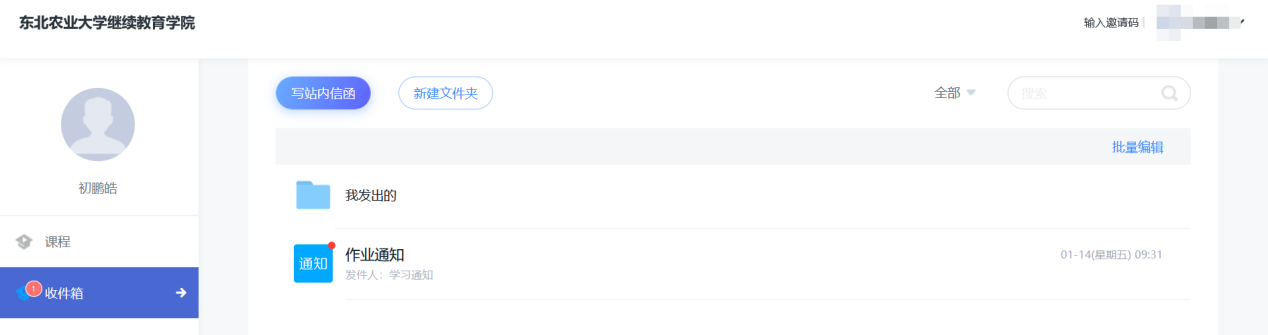 东北农业大学继续教育学院
输入邀请码
写站内信函
新建文件夹
全部
搜索
批量编辑
初鹏皓
我发出的
课程
通知
作业通知
01-14(星期五) 09:31
发件人：学习通知
1
收件箱